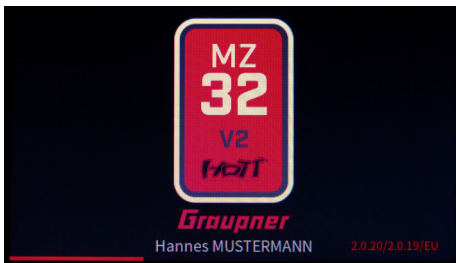 MZ
32
V2
HoTT
Graupner
Hannes MUSTERMANN
2.0.20/2.0.19/EU